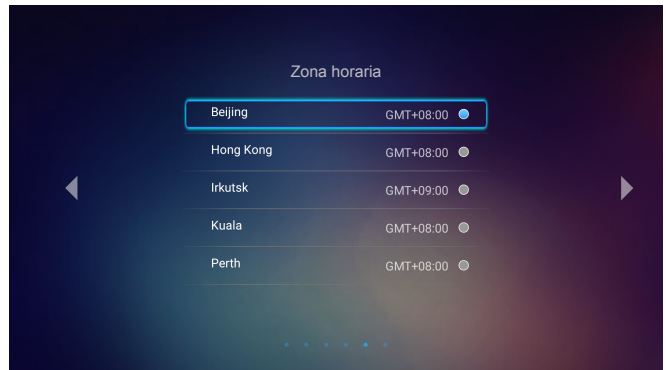 Zona horaria
Beijing GMT+08:00
Hong Kong GMT+08:00
Irkutsk GMT+09:00
Kuala GMT+08:00
Perth GMT+08:00